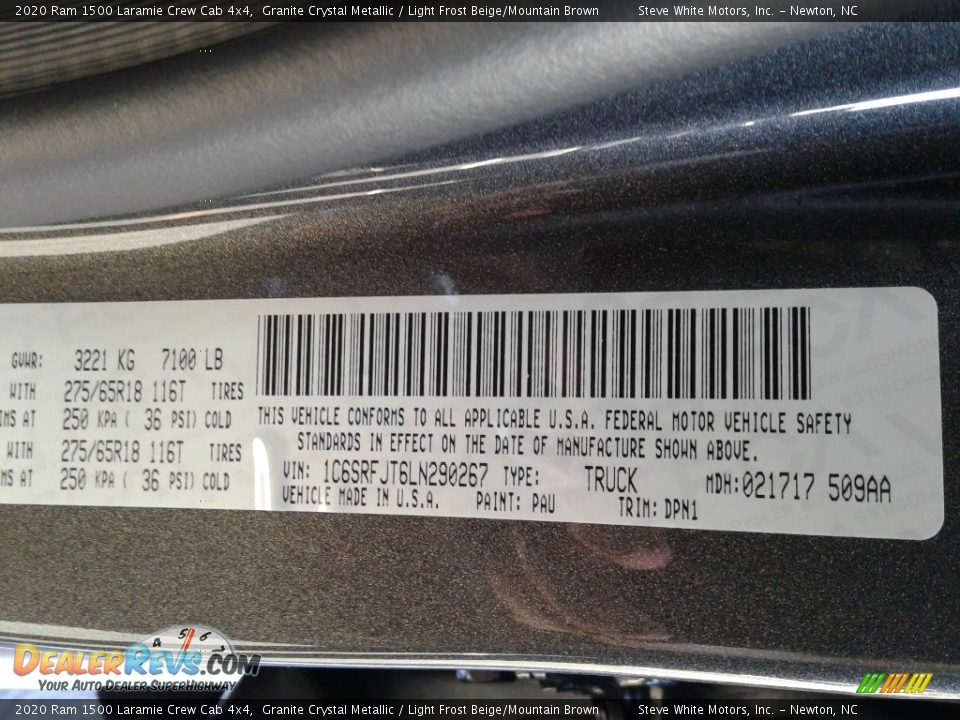 2020 Ram 1500 Laramie Crew Cab 4x4, Granite Crystal Metallic / Light Frost Beige/Mountain Brown Steve White Motors, Inc. - Newton, NC
GVWR: 3221 KG 7100 LB
WITH 275/65R18 116T TIRES
MS AT 250 KPA ( 36 PSI) COLD
WITH 275/65R18 116T TIRES
MS AT 250 KPA ( 36 PSI) COLD
THIS VEHICLE CONFORMS TO ALL APPLICABLE U.S.A. FEDERAL MOTOR VEHICLE SAFETY
STANDARDS IN EFFECT ON THE DATE OF MANUFACTURE SHOWN ABOVE.
VIN: 1C6SRFJT6LN290267 TYPE: TRUCK MDH:021717 509AA
VEHICLE MADE IN U.S.A. PAINT: PAU TRIM: DPN1
4 5 6
DEALERREVS.COM
YOUR AUTO DEALER SUPERHIGHWAY
2020 Ram 1500 Laramie Crew Cab 4x4, Granite Crystal Metallic / Light Frost Beige/Mountain Brown Steve White Motors, Inc. - Newton, NC